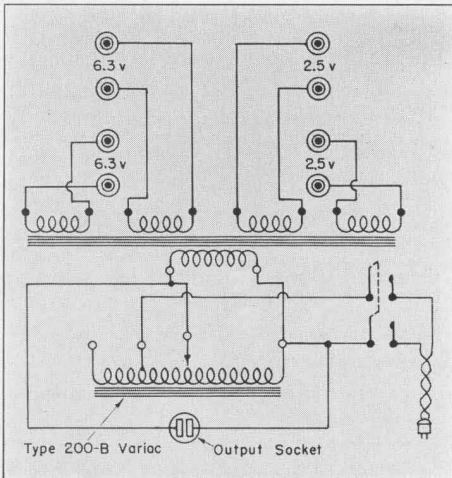 6.3 v
2.5 v
6.3 v
2.5 v
Type 200-B Variac
Output Socket